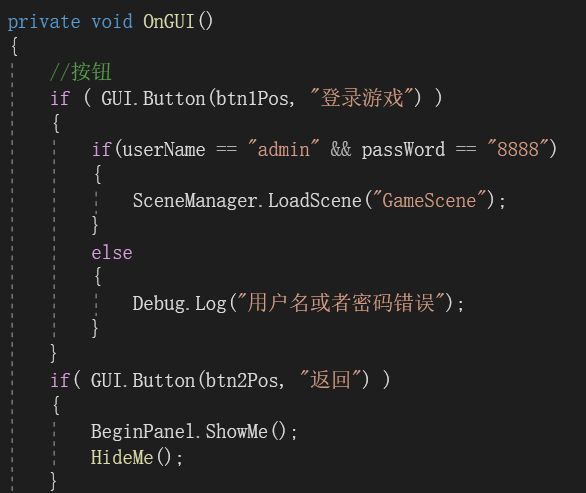 private void OnGUI()
{
//按钮
if ( GUI.Button(btn1Pos, "登录游戏") )
{
if(userName == "admin" && passWord == "8888")
{
SceneManager.LoadScene("GameScene");
}
else
{
Debug.Log("用户名或者密码错误");
}
}
if( GUI.Button(btn2Pos, "返回") )
{
BeginPanel.ShowMe();
HideMe();
}